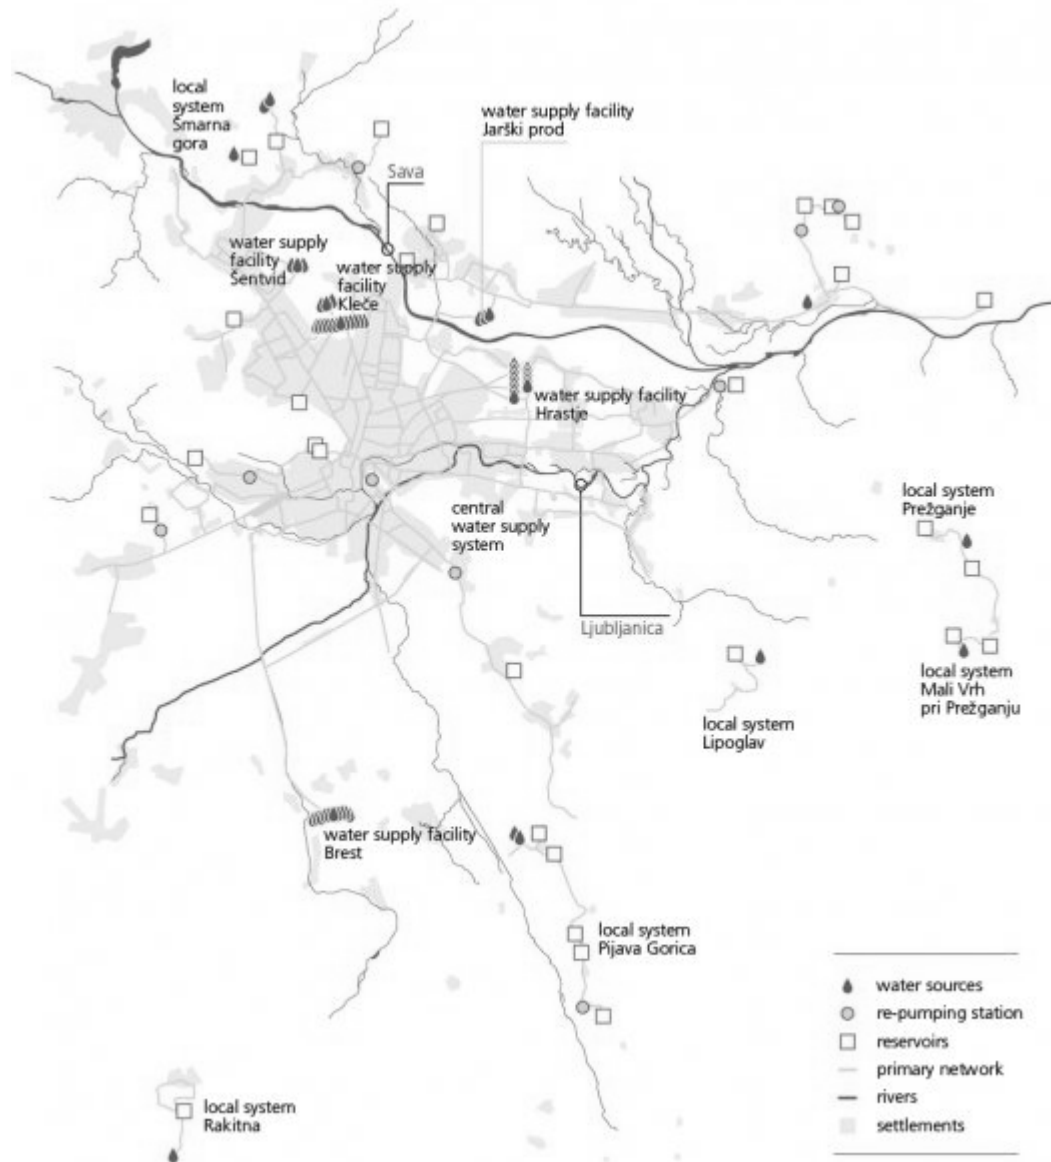 local
system
Šmarna
gora
water supply facility
Jarški prod
Sava
water supply
facility
Šentvid
water supply
facility
Kleče
water supply facility
Hrastje
central
water supply
system
local system
Prežganje
Ljubljanica
local system
Mali Vrh
pri Prežganju
local system
Lipoglav
water supply facility
Brest
local system
Pijava Gorica
local system
Rakitna
water sources
re-pumping station
reservoirs
primary network
rivers
settlements